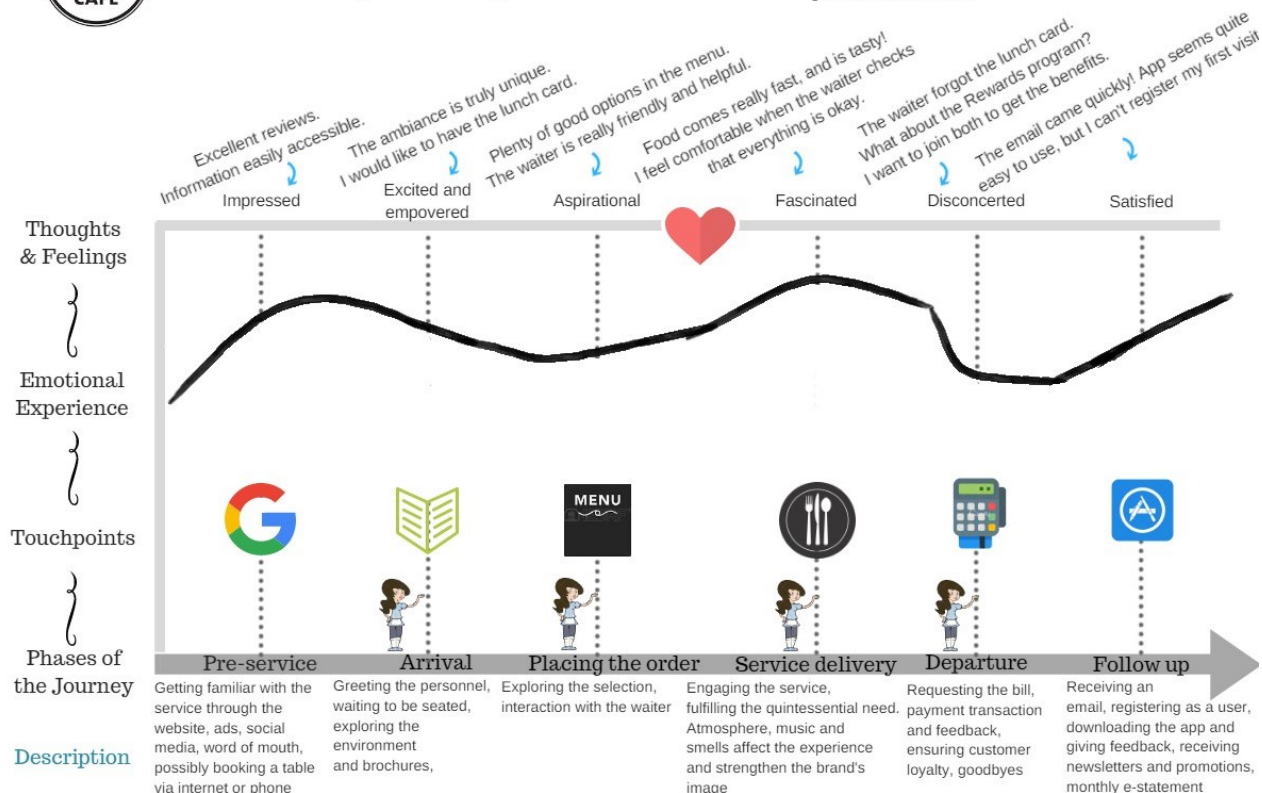 CAFE
Excellent reviews.
Information easily accessible.
The ambiance is truly unique.
I would like to have the lunch card.
Plenty of good options in the menu.
The waiter is really friendly and helpful.
Food comes really fast, and is tasty!
I feel comfortable when the waiter checks
that everything is okay.
The waiter forgot the lunch card.
What about the Rewards program?
I want to join both to get the benefits.
The email came quickly! App seems quite
easy to use, but I can't register my first visit
Impressed
Excited and
empovered
Aspirational
Fascinated
Disconcerted
Satisfied
Thoughts
& Feelings
Emotional
Experience
Touchpoints
MENU
Phases of
the Journey
Pre-service
Arrival
Placing the order
Service delivery
Departure
Follow up
Description
Getting familiar with the
service through the
website, ads, social
media, word of mouth,
possibly booking a table
via internet or phone
Greeting the personnel,
waiting to be seated,
exploring the
environment
and brochures,
Exploring the selection,
interaction with the waiter
Engaging the service,
fulfilling the quintessential need.
Atmosphere, music and
smells affect the experience
and strengthen the brand's
image
Requesting the bill,
payment transaction
and feedback,
ensuring customer
loyalty, goodbyes
Receiving an
email, registering as a user,
downloading the app and
giving feedback, receiving
newsletters and promotions,
monthly e-statement